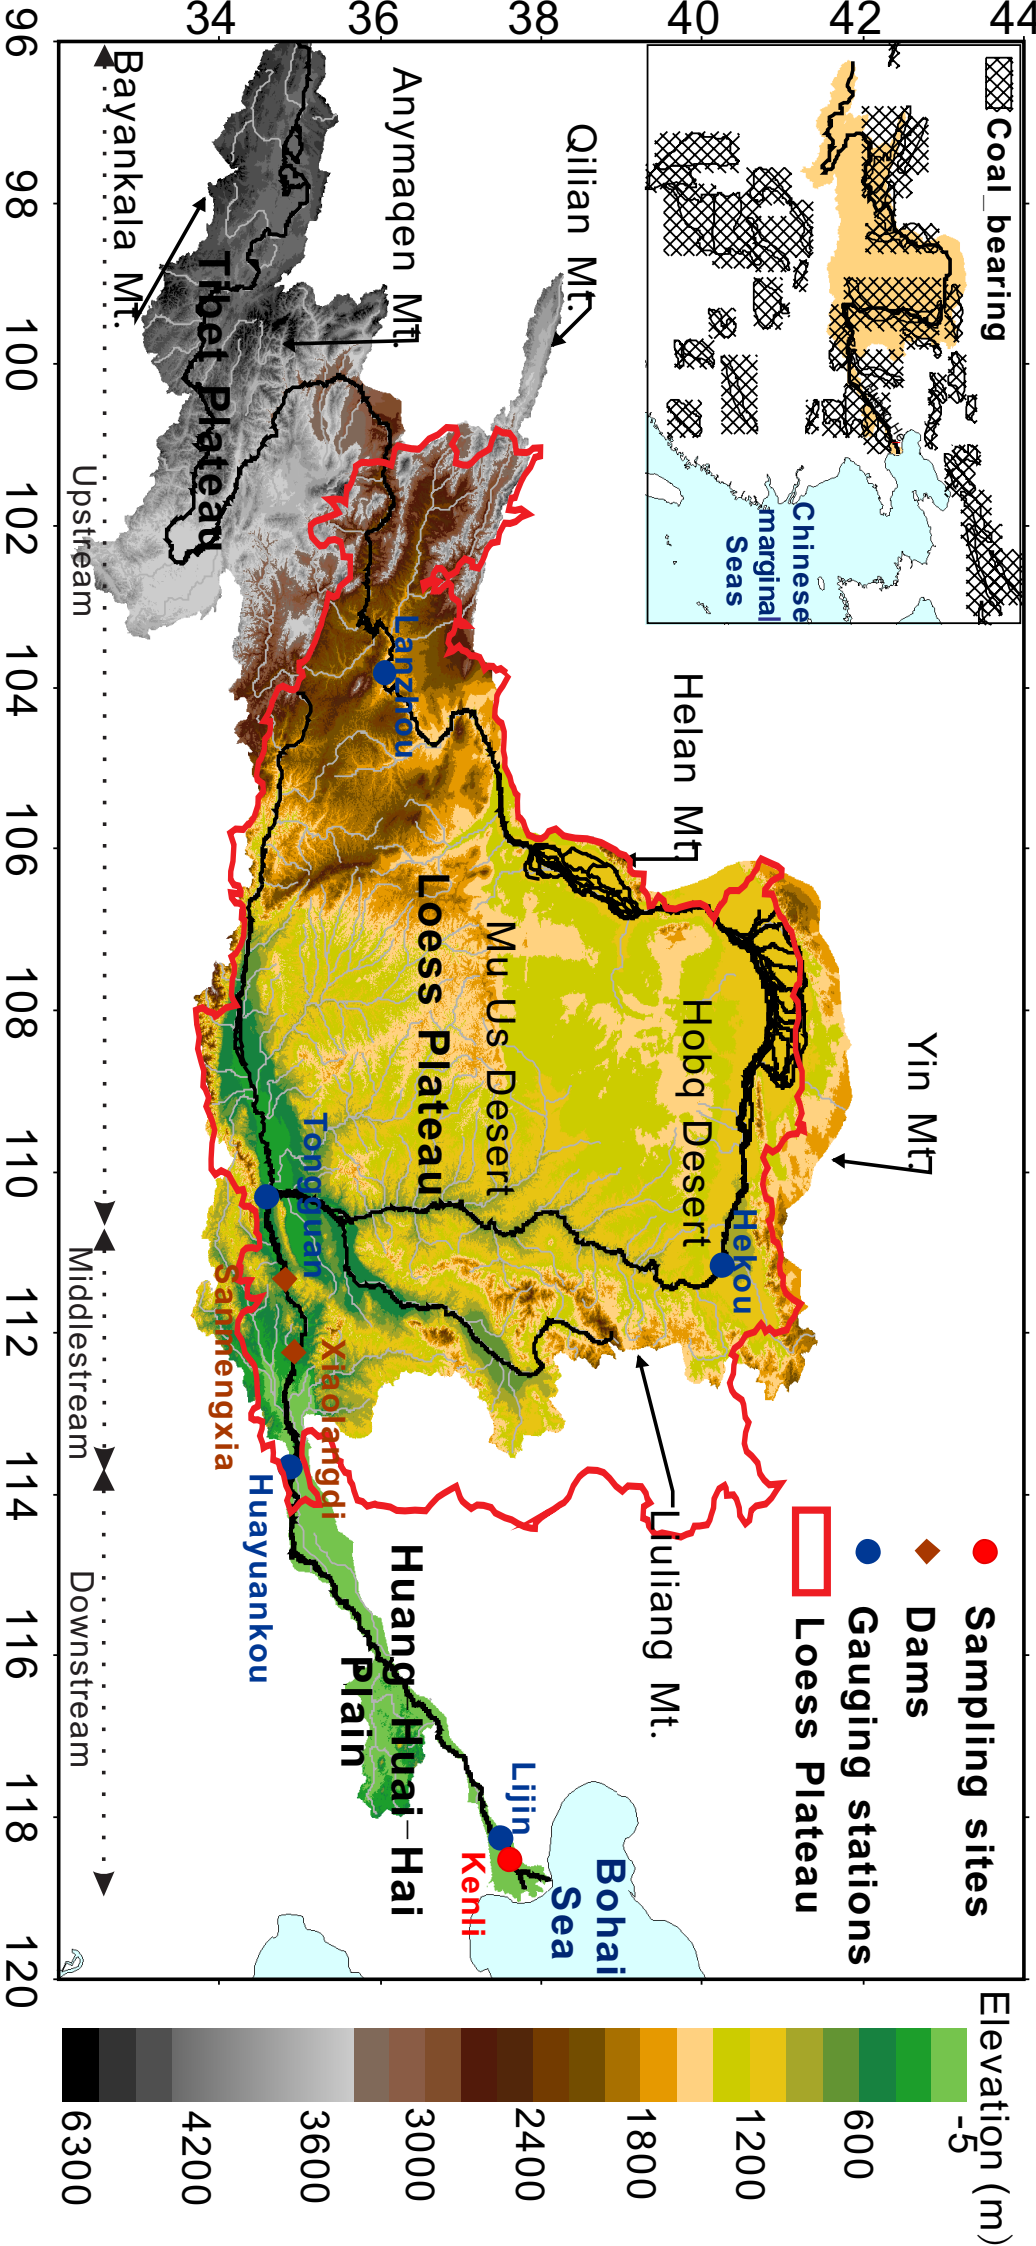 44
42
40
38
36
34
96
98
100
102
104
106
108
110
112
114
116
118
120
Coal_bearing
Chinese
marginal
Seas
Qilian Mt.
Anymaqen Mt.
Bayankala Mt.
Tibet Plateau
Helan Mt.
Yin Mt.
Lanzhou
Loess Plateau
Mu Us Desert
Hobq Desert
Hekou
Tongguan
Sanmengxia
Xiaolangdi
Huayuankou
Liuliang Mt.
Huang-Huai-Hai
Plain
Lijin
Kenli
Bohai
Sea
Sampling sites
Dams
Gauging stations
Loess Plateau
Upstream
Middlestream
Downstream
Elevation (m)
-5
600
1200
1800
2400
3000
3600
4200
6300